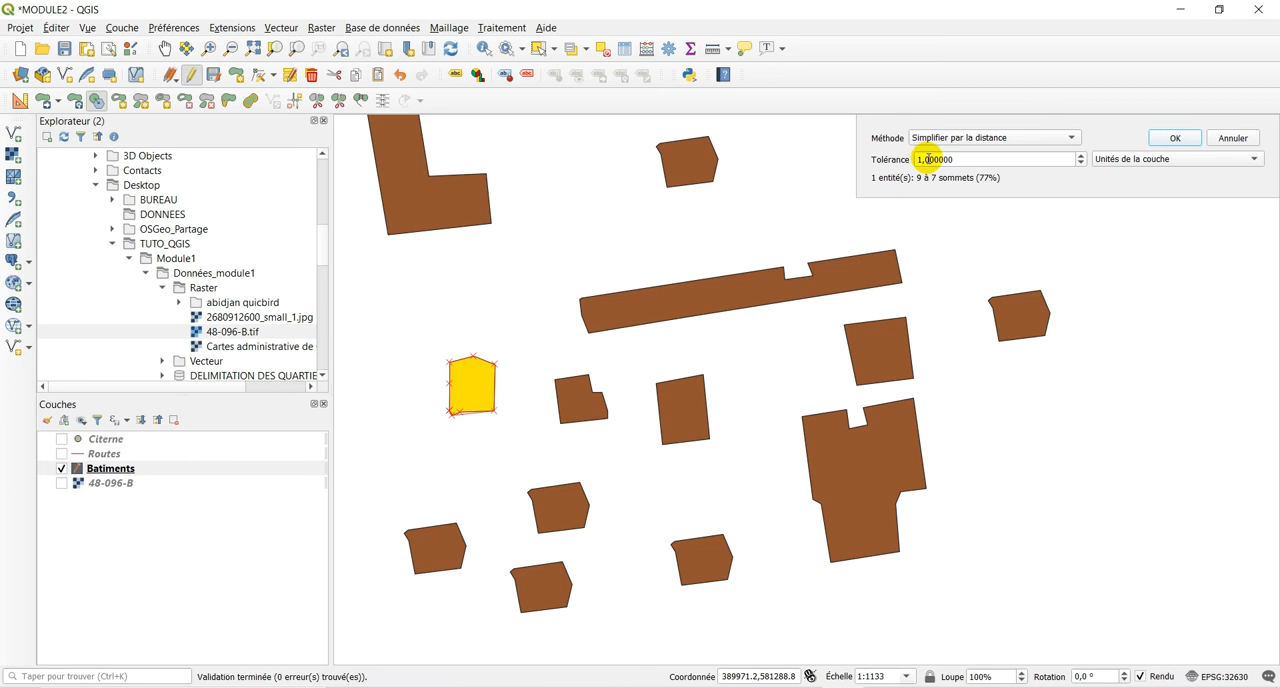 *MODULE2 - QGIS
Projet Éditer Vue Couche Préférences Extensions Vecteur Raster Base de données Maillage Traitement Aide
Explorateur (2)
3D Objects
Contacts
Desktop
BUREAU
DONNEES
OSGeo_Partage
TUTO_QGIS
Module1
Données_module1
Raster
abidjan quicbird
2680912600_small_1.jpg
48-096-B.tif
Cartes administrative de
Vecteur
DELIMITATION DES QUARTIE
Couches
Citerne
Routes
Batiments
48-096-B
Méthode Simplifier par la distance OK Annuler
Tolérance 1,000000 Unités de la couche
1 entité(s): 9 à 7 sommets (77%)
Taper pour trouver (Ctrl+K) Validation terminée (0 erreur(s) trouvé(es)). Coordonnée 389971.2,581288.8 Échelle 1:1133 Loupe 100% Rotation 0,0 ° Rendu EPSG:32630